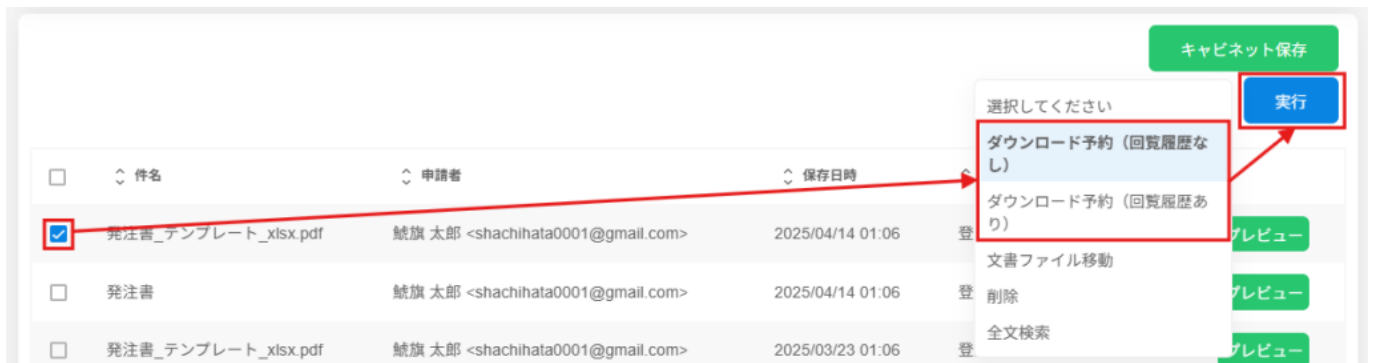 キャビネット保存
選択してください
実行
ダウンロード予約（回覧履歴な
し）
件名 申請者 保存日時
ダウンロード予約（回覧履歴あ
り）
発注書_テンプレート_xlsx.pdf 鯱旗 太郎 <shachihata0001@gmail.com> 2025/04/14 01:06 登 プレビュー
文書ファイル移動
発注書 鯱旗 太郎 <shachihata0001@gmail.com> 2025/04/14 01:06 登 プレビュー
削除
全文検索
発注書_テンプレート_xlsx.pdf 鯱旗 太郎 <shachihata0001@gmail.com> 2025/03/23 01:06 登 プレビュー